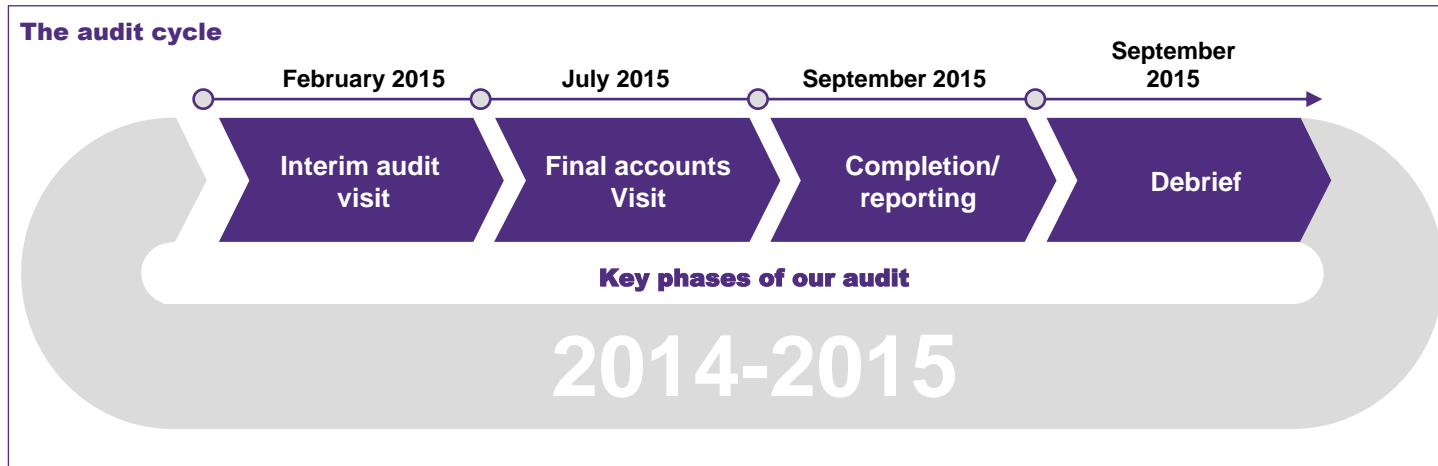 The audit cycle
February 2015
July 2015
September 2015
September
2015
Interim audit
visit
Final accounts
Visit
Completion/
reporting
Debrief
Key phases of our audit
2014-2015